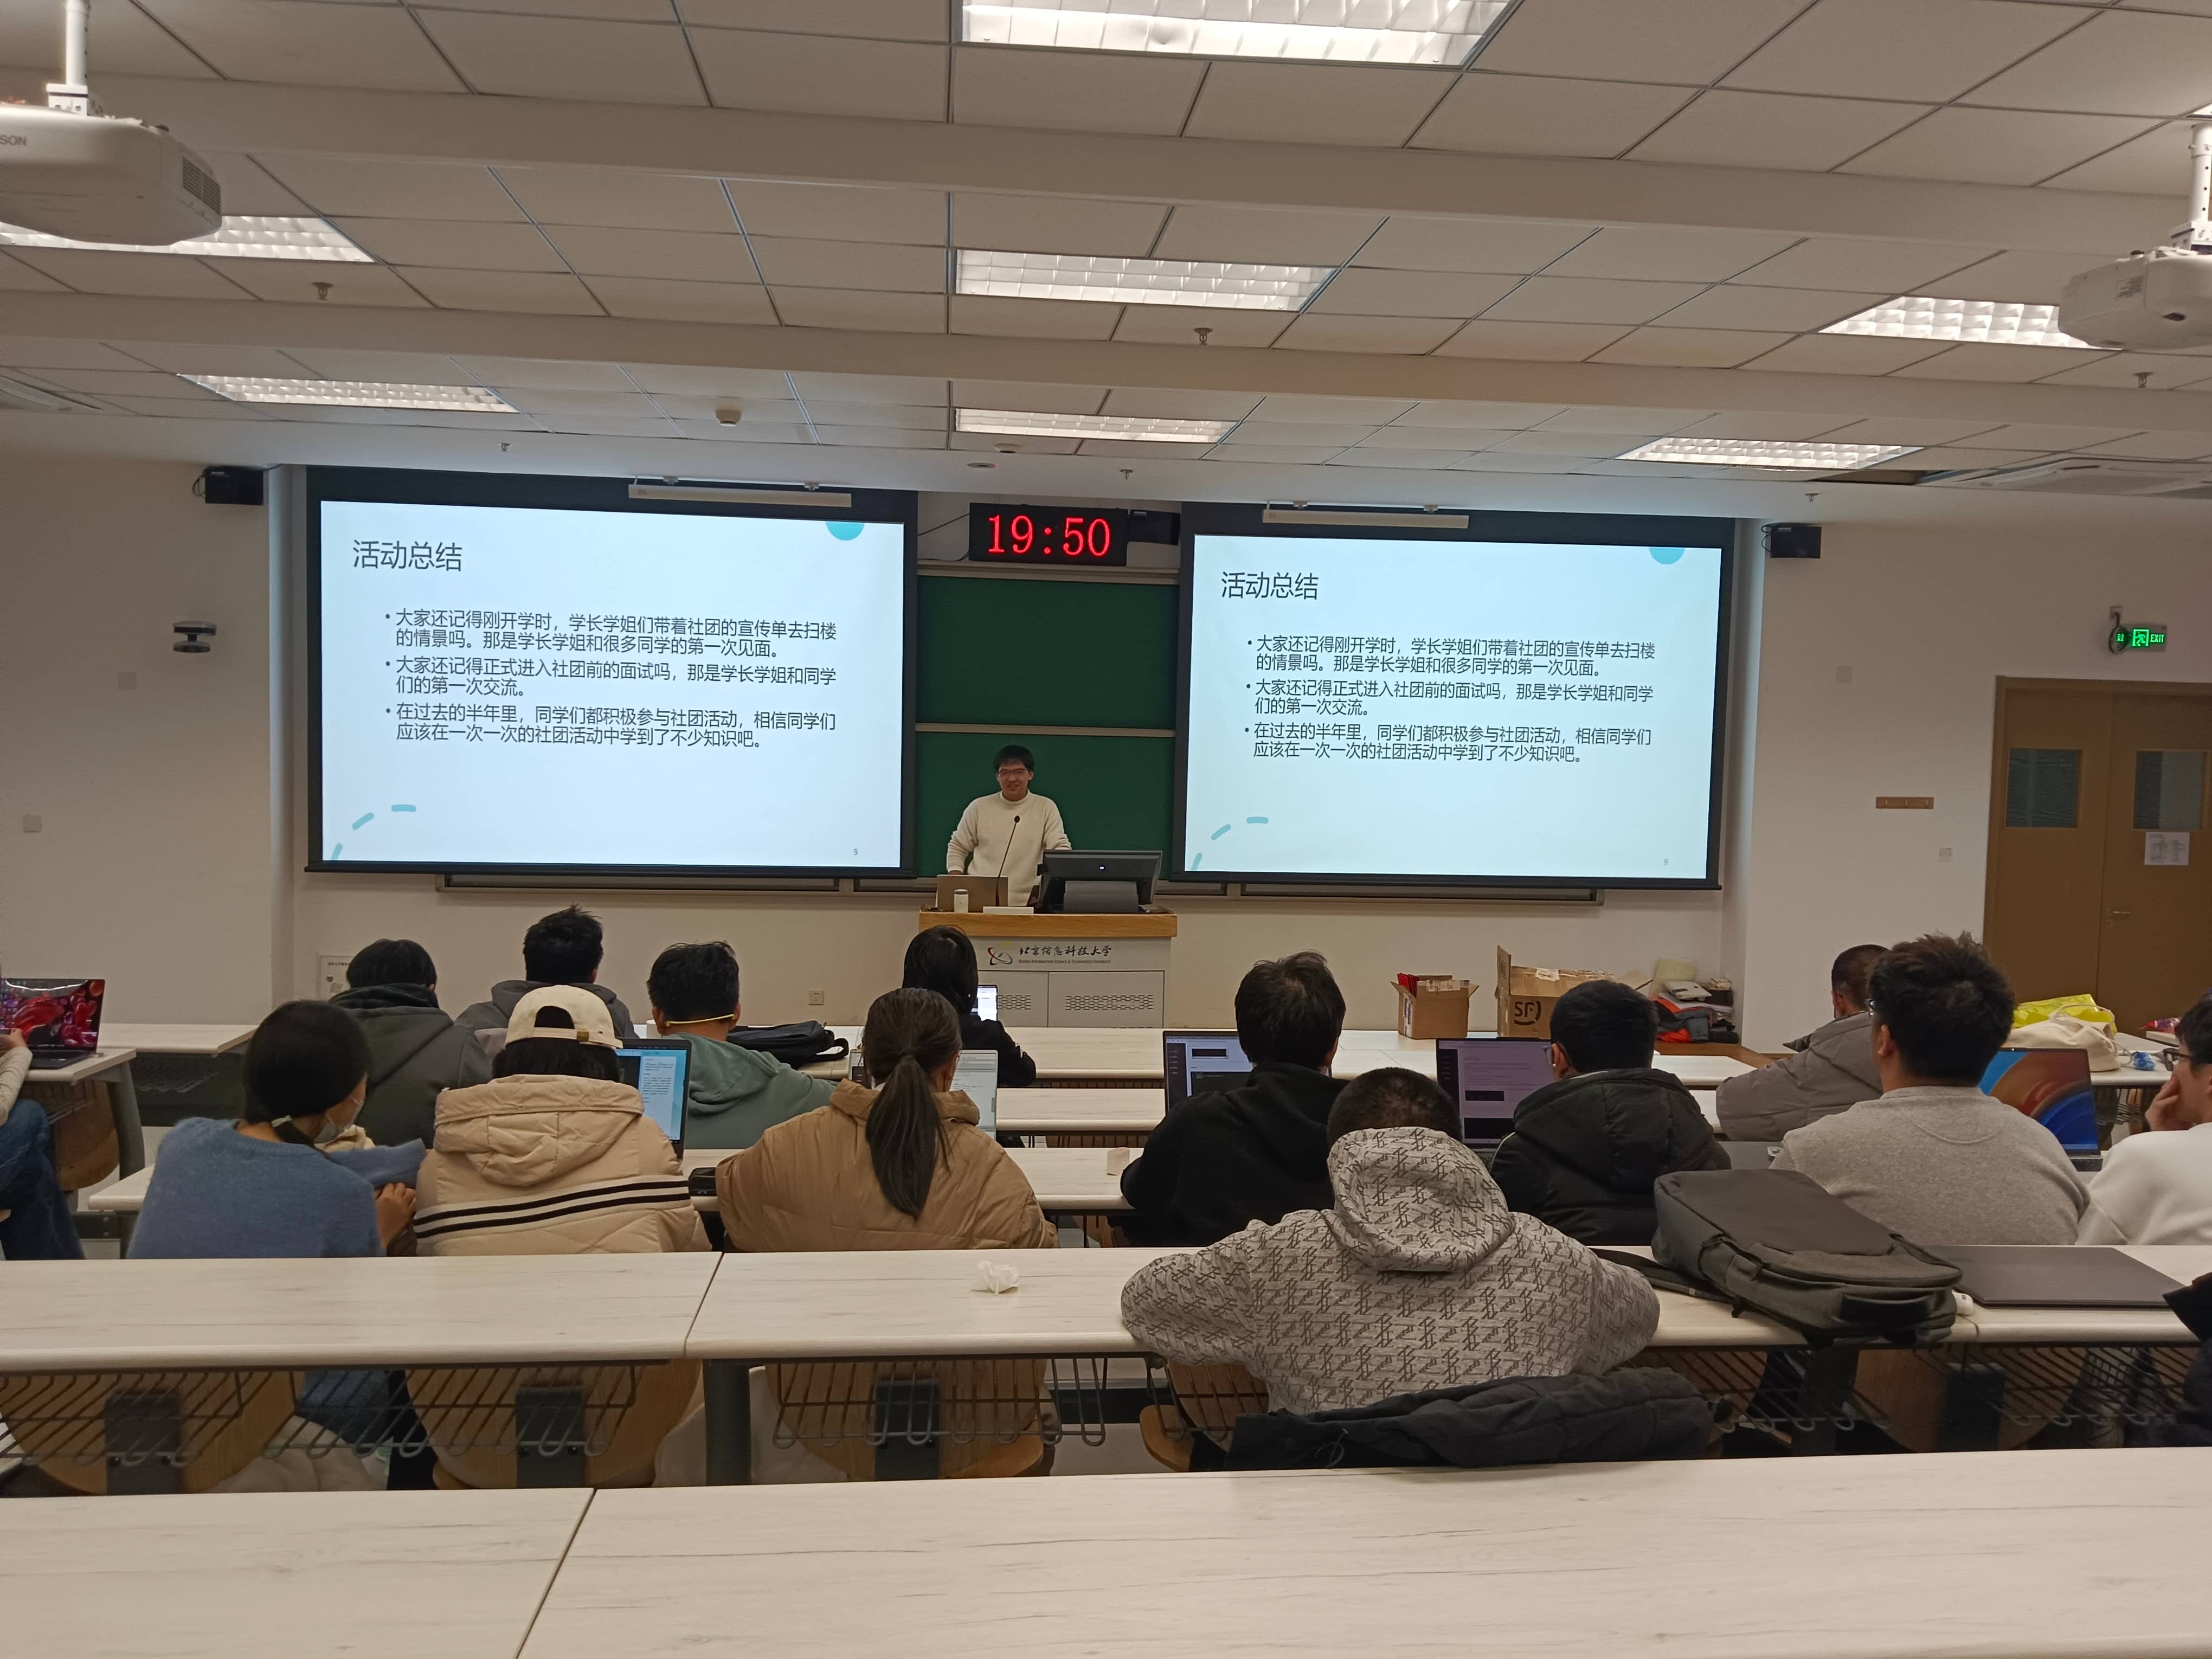 SON
19:50
活动总结
• 大家还记得刚开学时，学长学姐们带着社团的宣传单去扫楼
的情景吗。那是学长学姐和很多同学的第一次见面。
• 大家还记得正式进入社团前的面试吗，那是学长学姐和同学
们的第一次交流。
• 在过去的半年里，同学们都积极参与社团活动，相信同学们
应该在一次一次的社团活动中学到了不少知识吧。
9
活动总结
• 大家还记得刚开学时，学长学姐们带着社团的宣传单去扫楼
的情景吗。那是学长学姐和很多同学的第一次见面。
• 大家还记得正式进入社团前的面试吗，那是学长学姐和同学
们的第一次交流。
• 在过去的半年里，同学们都积极参与社团活动，相信同学们
应该在一次一次的社团活动中学到了不少知识吧。
9
EXIT
北京信息科技大学
SF